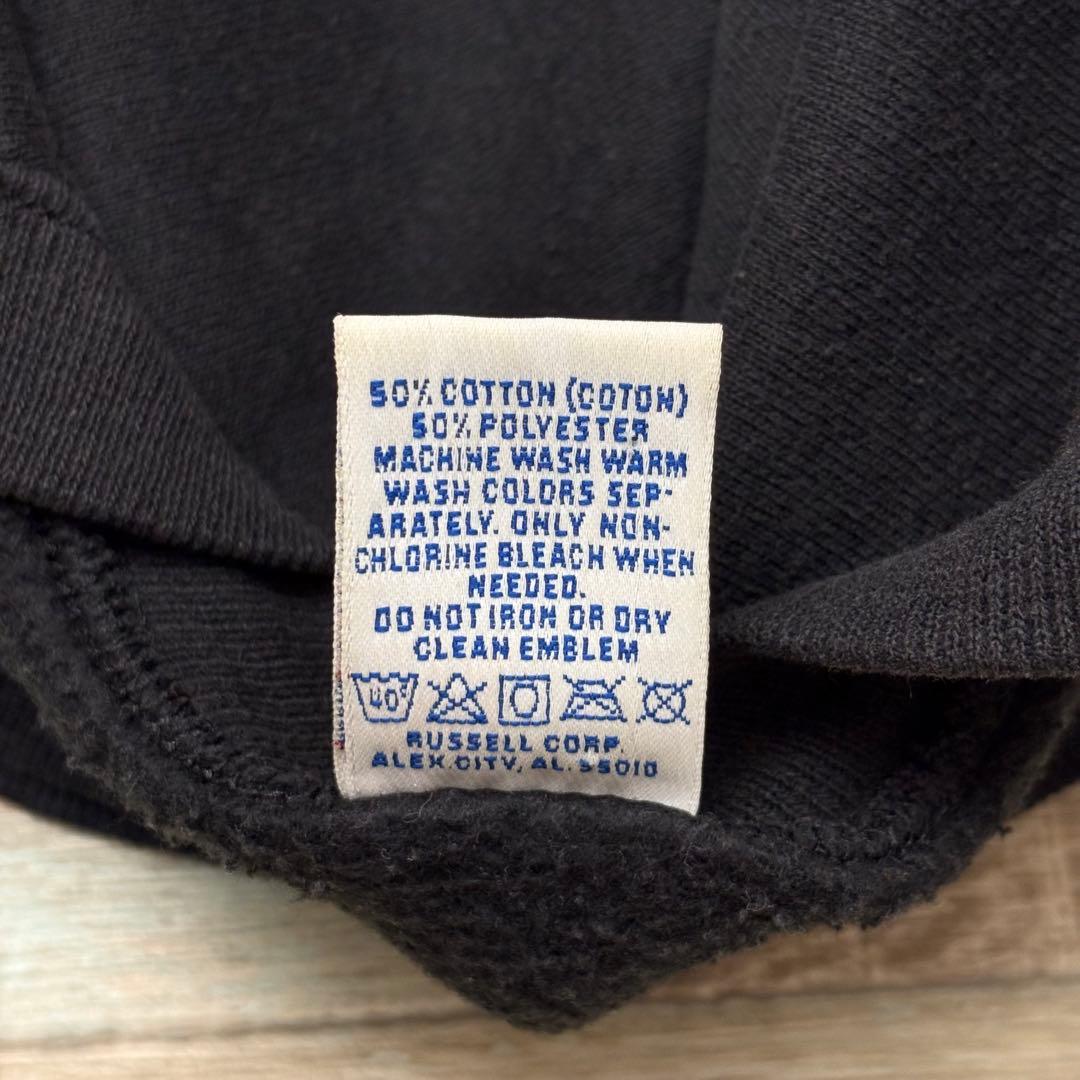 50% COTTON (COTON)
50% POLYESTER
MACHINE WASH WARM
WASH COLORS SEP-
ARATELY. ONLY NON-
CHLORINE BLEACH WHEN
NEEDED.
DO NOT IRON OR DRY
CLEAN EMBLEM
40°
RUSSELL CORP.
ALEX CITY, AL. 35010